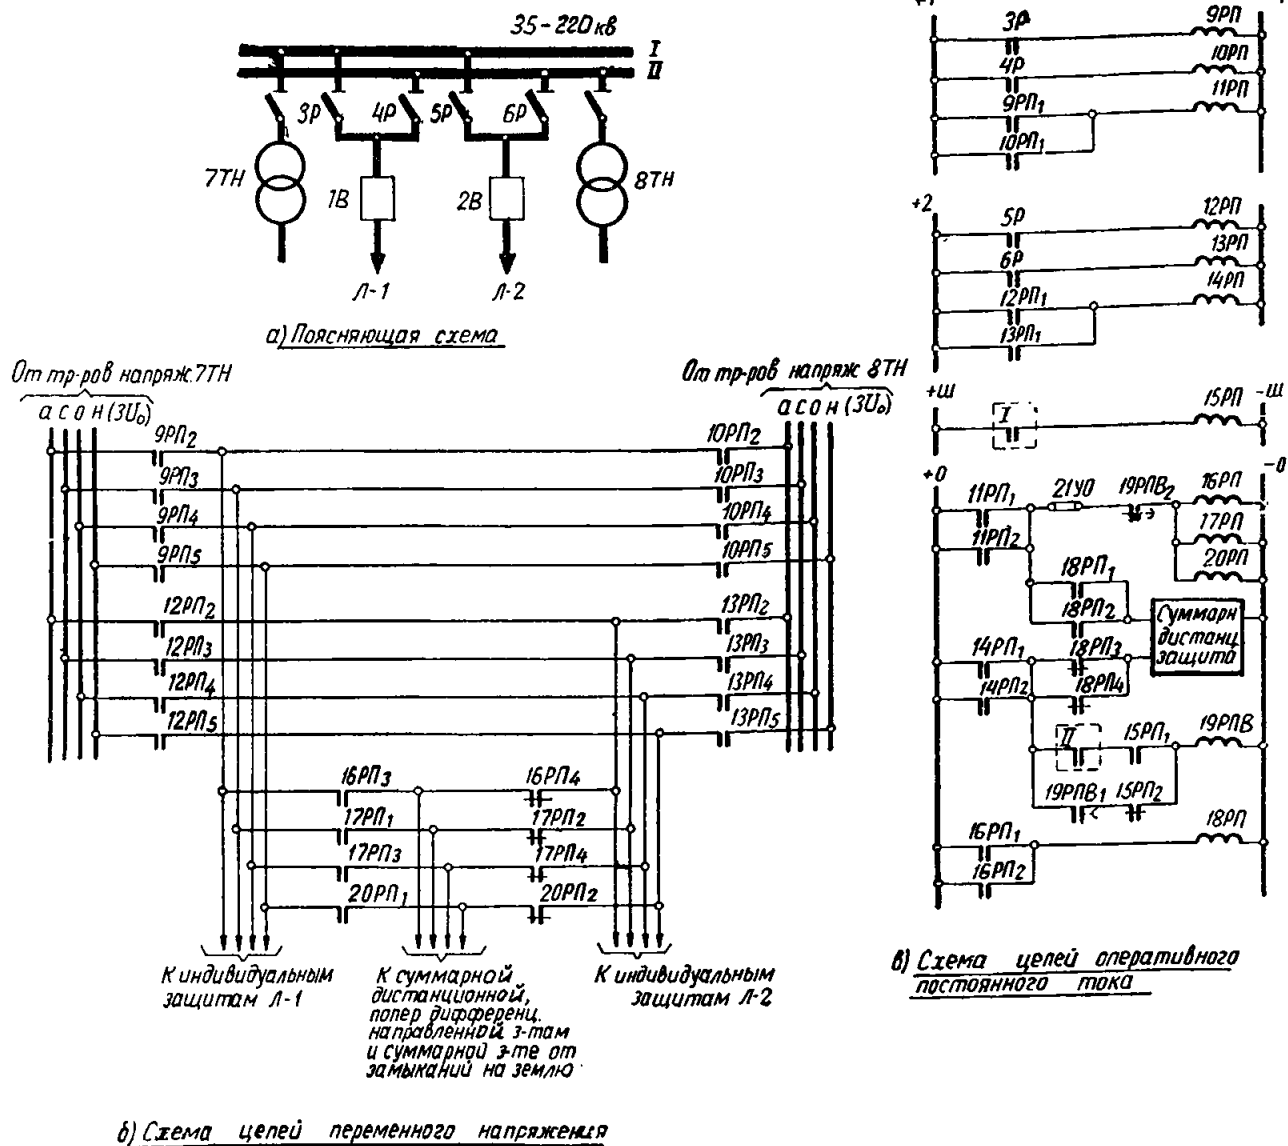 35-220 кв
I
II
3Р
4Р
5Р
6Р
7ТН
1В
2В
8ТН
Л-1
Л-2
а) Поясняющая схема
От тр-ров напряж. 7ТН
а с о н (3U₀)
От тр-ров напряж 8ТН
а с о н (3U₀)
9РП₂
10РП₂
9РП₃
10РП₃
9РП₄
10РП₄
9РП₅
10РП₅
12РП₂
13РП₂
12РП₃
13РП₃
12РП₄
13РП₄
12РП₅
13РП₅
16РП₃
16РП₄
17РП₁
17РП₂
17РП₃
17РП₄
20РП₁
20РП₂
К индивидуальным
защитам Л-1
К суммарной
дистанционной,
попер дифференц.
направленной з-там
и суммарной з-те от
замыканий на землю
К индивидуальным
защитам Л-2
б) Схема цепей переменного напряжения
3Р
9РП
4Р
10РП
9РП₁
11РП
10РП₁
+2
5Р
12РП
6Р
13РП
12РП₁
14РП
13РП₁
+Ш
-Ш
I
15РП
+0
-0
11РП₁
21УО
19РПВ₂
16РП
11РП₂
17РП
20РП
18РП₁
18РП₂
Суммарн
дистанц.
защита
14РП₁
18РП₃
14РП₂
18РП₄
II
15РП₁
19РПВ
19РПВ₁
15РП₂
16РП₁
18РП
16РП₂
в) Схема цепей оперативного
постоянного тока